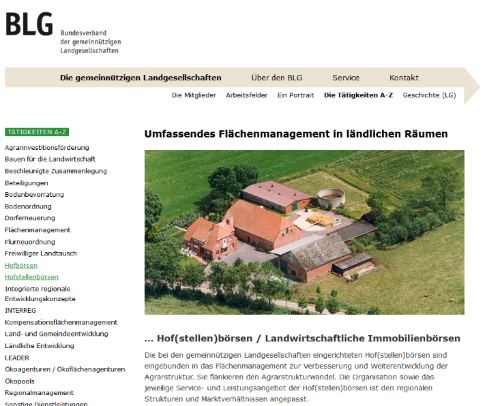 BLG
Bundesverband
der gemeinnützigen
Landgesellschaften
Die gemeinnützigen Landgesellschaften Über den BLG Service Kontakt
Die Mitglieder Arbeitsfelder Ein Portrait Die Tätigkeiten A-Z Geschichte (LG)
TÄTIGKEITEN A-Z
Agrarinvestitionsförderung
Bauen für die Landwirtschaft
Beschleunigte Zusammenlegung
Beteiligungen
Bodenbevorratung
Bodenordnung
Dorferneuerung
Flächenmanagement
Flurneuordnung
Freiwilliger Landtausch
Hofbörsen
Hofstellenbörsen
Integrierte regionale
Entwicklungskonzepte
INTERREG
Kompensationsflächenmanagement
Land- und Gemeindeentwicklung
Ländliche Entwicklung
LEADER
Ökoagenturen / Ökoflächenagenturen
Ökopools
Regionalmanagement
Sonstige Dienstleistungen
Umfassendes Flächenmanagement in ländlichen Räumen
... Hof(stellen)börsen / Landwirtschaftliche Immobilienbörsen
Die bei den gemeinnützigen Landgesellschaften eingerichteten Hof(stellen)börsen sind
eingebunden in das Flächenmanagement zur Verbesserung und Weiterentwicklung der
Agrarstruktur. Sie flankieren den Agrarstrukturwandel. Die Organisation sowie das
jeweilige Service- und Leistungsangebot der Hof(stellen)börsen ist den regionalen
Strukturen und Marktverhältnissen angepasst.